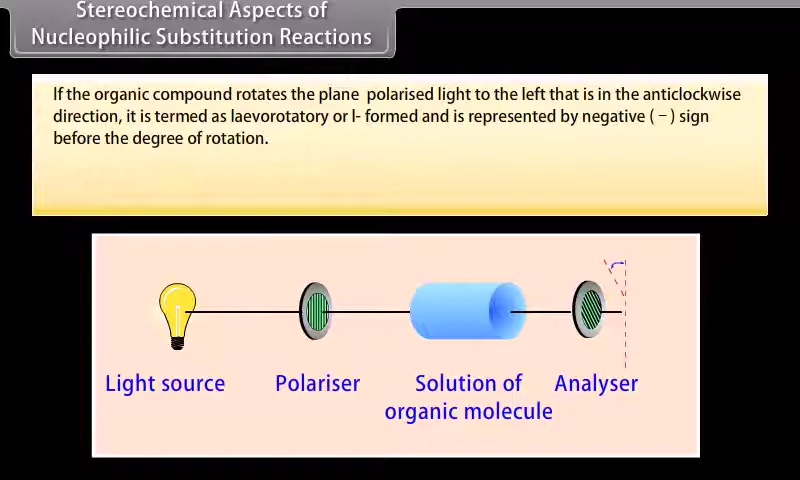 Stereochemical Aspects of
Nucleophilic Substitution Reactions
If the organic compound rotates the plane polarised light to the left that is in the anticlockwise
direction, it is termed as laevorotatory or l- formed and is represented by negative ( − ) sign
before the degree of rotation.
Light source
Polariser
Solution of
organic molecule
Analyser